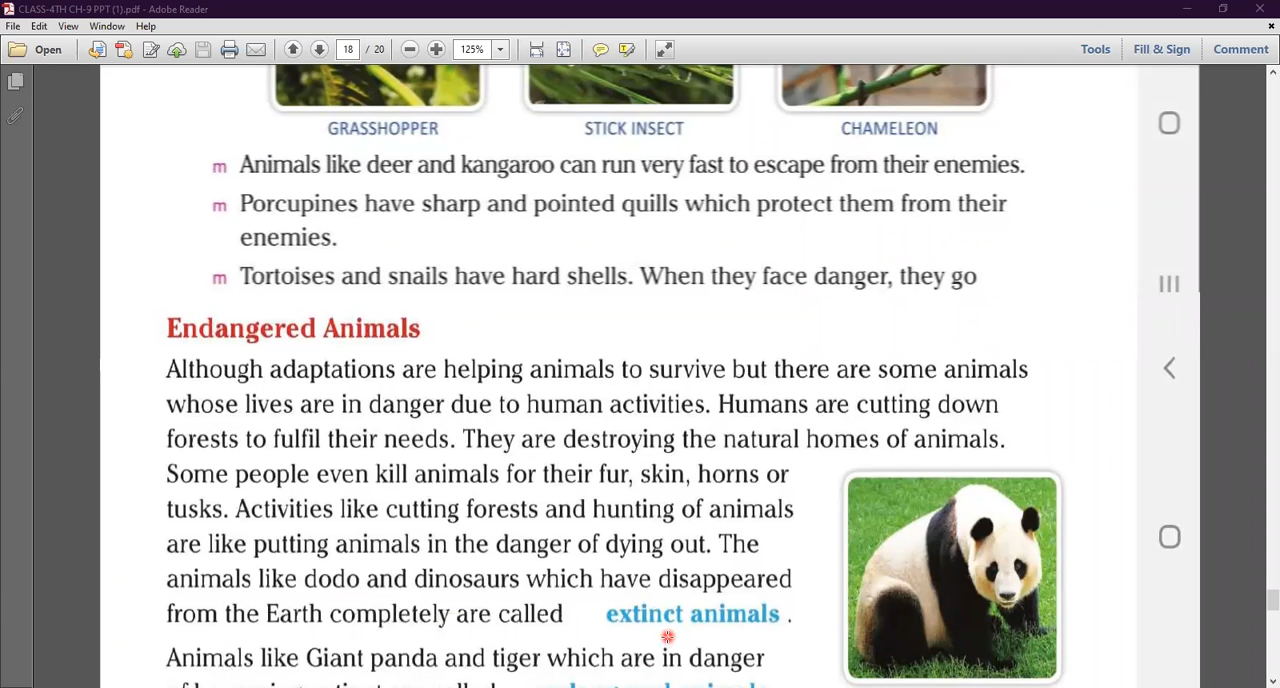 CLASS-4TH CH-9 PPT (1).pdf - Adobe Reader
File Edit View Window Help
Open 18 / 20 125% Tools Fill & Sign Comment
GRASSHOPPER STICK INSECT CHAMELEON
m Animals like deer and kangaroo can run very fast to escape from their enemies.
m Porcupines have sharp and pointed quills which protect them from their
enemies.
m Tortoises and snails have hard shells. When they face danger, they go
Endangered Animals
Although adaptations are helping animals to survive but there are some animals
whose lives are in danger due to human activities. Humans are cutting down
forests to fulfil their needs. They are destroying the natural homes of animals.
Some people even kill animals for their fur, skin, horns or
tusks. Activities like cutting forests and hunting of animals
are like putting animals in the danger of dying out. The
animals like dodo and dinosaurs which have disappeared
from the Earth completely are called extinct animals .
Animals like Giant panda and tiger which are in danger